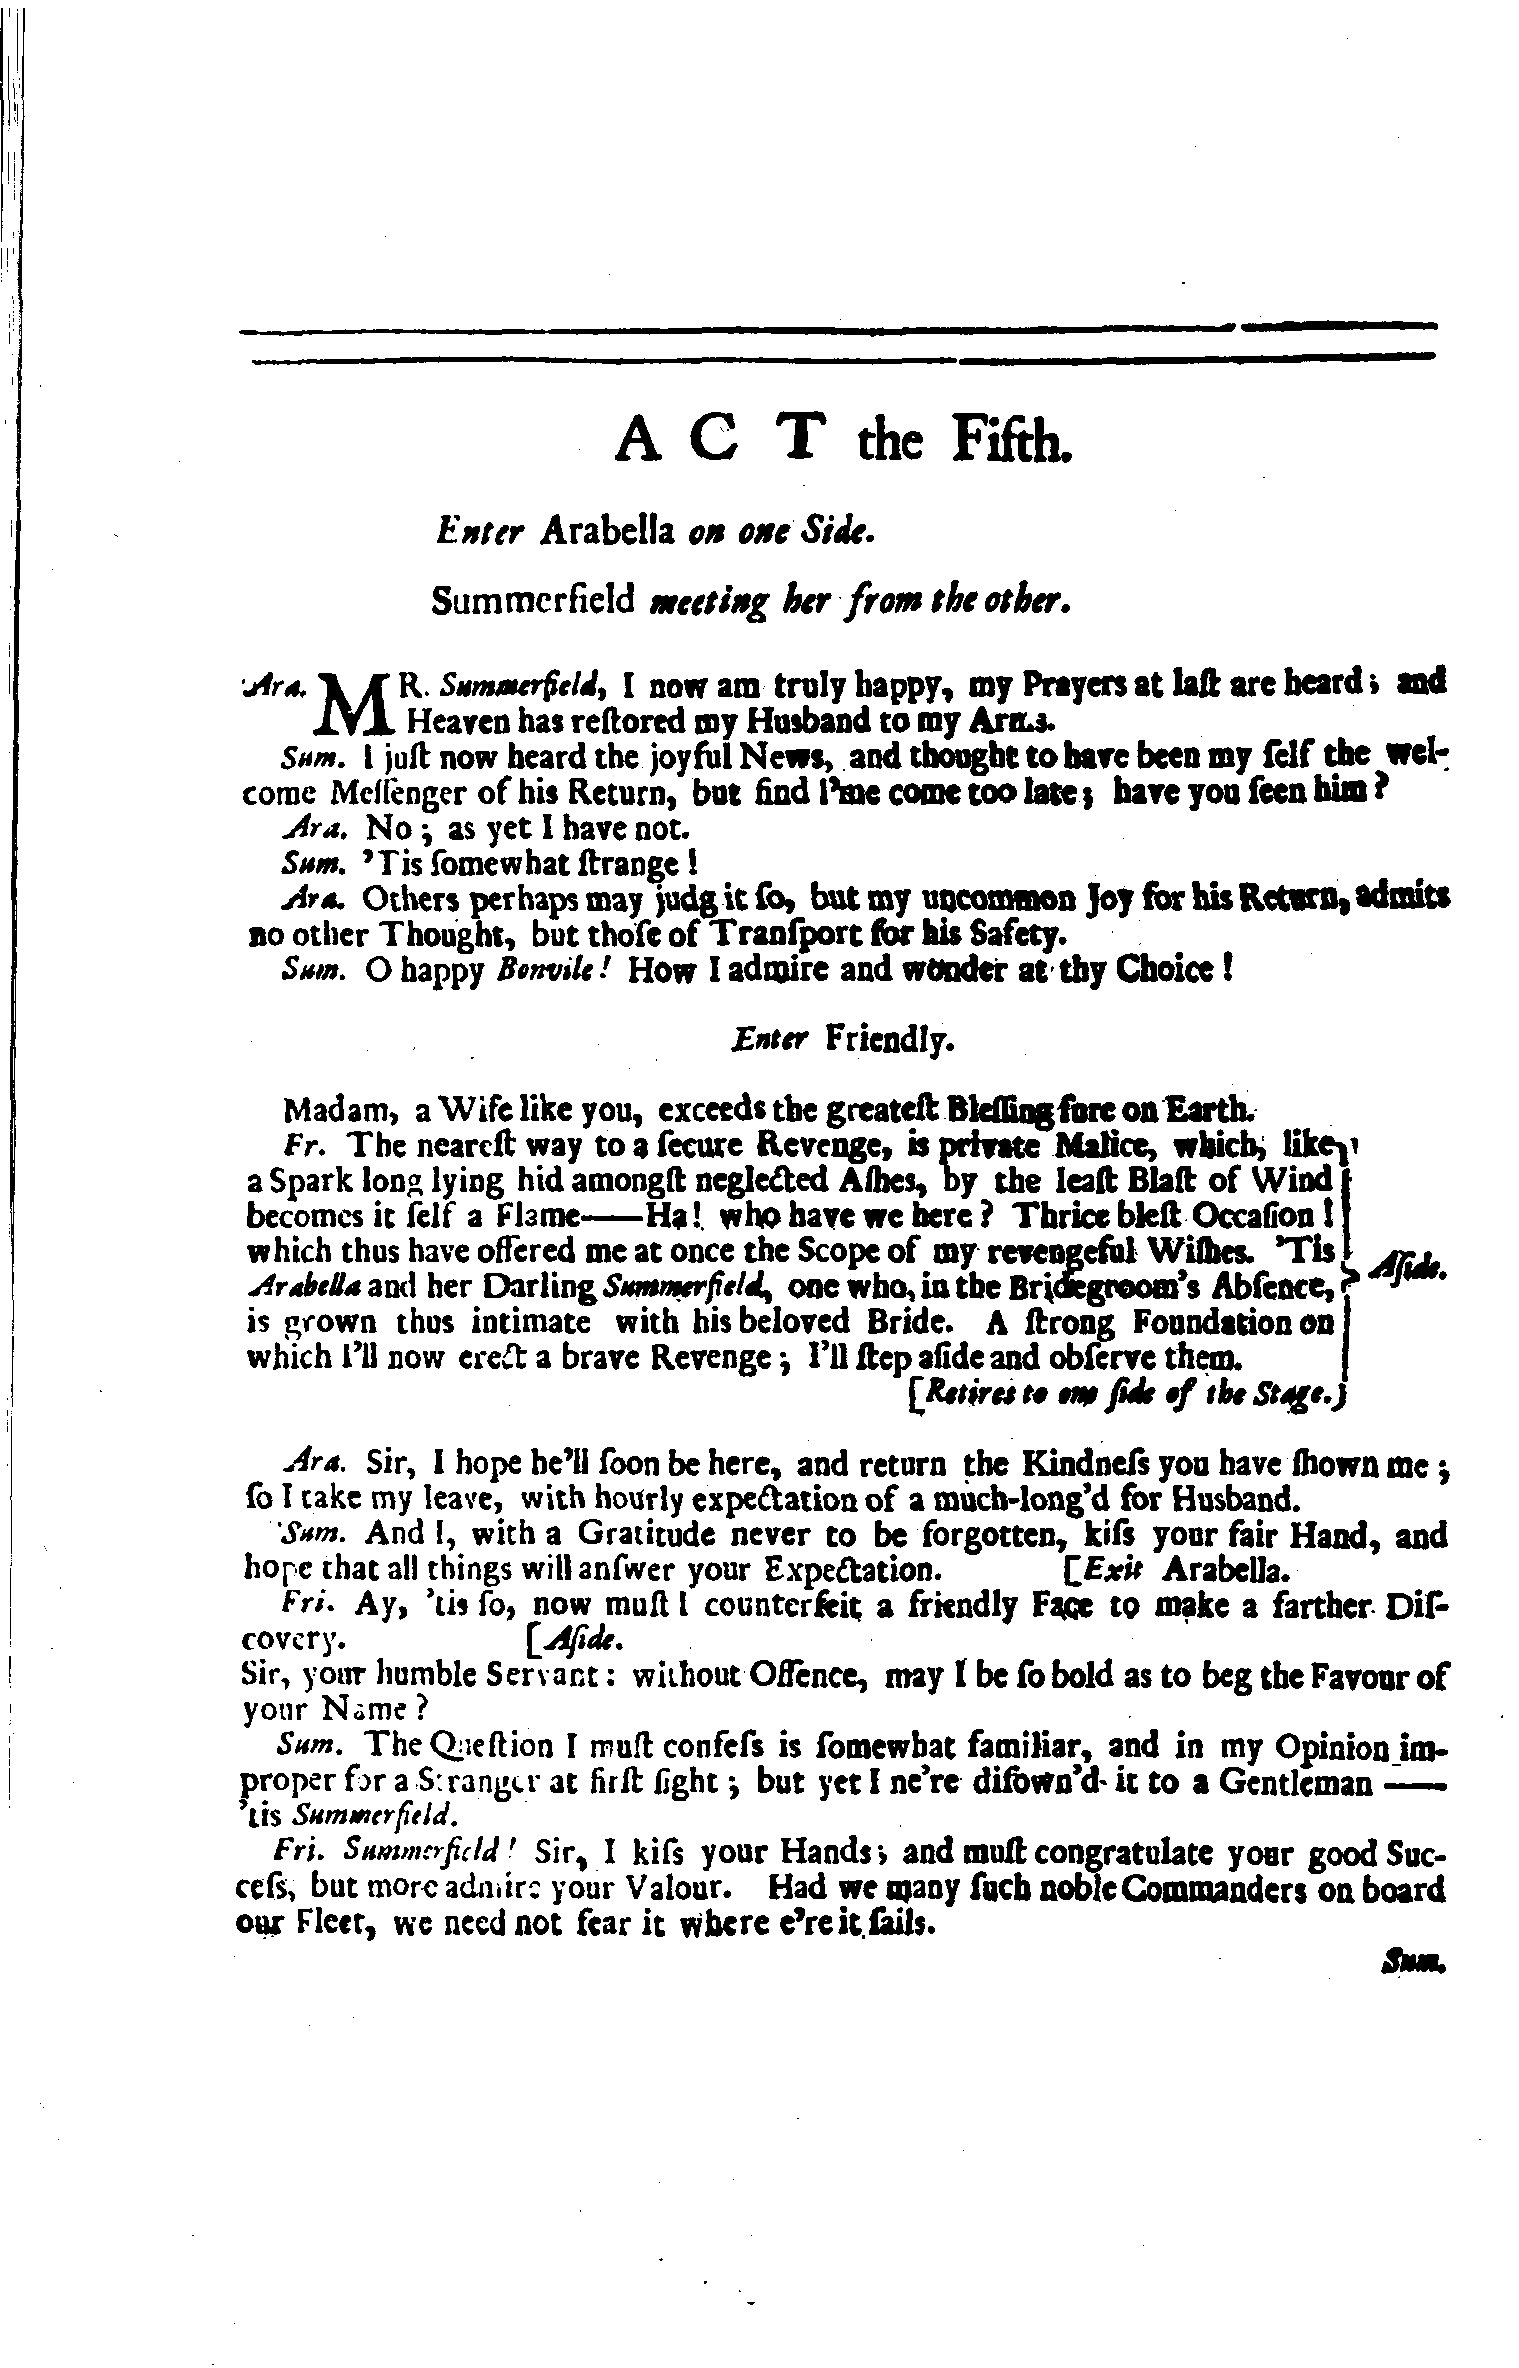 ACT the Fifth.
Enter Arabella on one Side.
Summerfield meeting her from the other.
Ara. MR. Summerfield, I now am truly happy, my Prayers at laſt are heard; and
Heaven has reſtored my Husband to my Arms.
Sum. I juſt now heard the joyful News, and thought to have been my ſelf the wel-
come Meſſenger of his Return, but find I'me come too late; have you ſeen him?
Ara. No; as yet I have not.
Sum. 'Tis ſomewhat ſtrange!
Ara. Others perhaps may judg it ſo, but my uncommon Joy for his Return, admits
no other Thought, but thoſe of Tranſport for his Safety.
Sum. O happy Bonvile! How I admire and wonder at thy Choice!
Enter Friendly.
Madam, a Wife like you, exceeds the greateſt Bleſſing ſure on Earth.
Fr. The neareſt way to a ſecure Revenge, is private Malice, which, like
a Spark long lying hid amongſt neglected Aſhes, by the leaſt Blaſt of Wind
becomes it ſelf a Flame——Ha! who have we here? Thrice bleſt Occaſion!
which thus have offered me at once the Scope of my revengeful Wiſhes. 'Tis
Arabella and her Darling Summerfield, one who, in the Bridegroom's Abſence,
is grown thus intimate with his beloved Bride. A ſtrong Foundation on
which I'll now erect a brave Revenge; I'll ſtep aſide and obſerve them.
Aſide.
[Retires to one ſide of the Stage.]
Ara. Sir, I hope he'll ſoon be here, and return the Kindneſs you have ſhown me;
ſo I take my leave, with hourly expectation of a much-long'd for Husband.
Sum. And I, with a Gratitude never to be forgotten, kiſs your fair Hand, and
hope that all things will anſwer your Expectation. [Exit Arabella.
Fri. Ay, 'tis ſo, now muſt I counterfeit a friendly Face to make a farther Diſ-
covery. [Aſide.
Sir, your humble Servant: without Offence, may I be ſo bold as to beg the Favour of
your Name?
Sum. The Queſtion I muſt confeſs is ſomewhat familiar, and in my Opinion im-
proper for a Stranger at firſt ſight; but yet I ne're diſown'd it to a Gentleman——
'tis Summerfield.
Fri. Summerfield! Sir, I kiſs your Hands; and muſt congratulate your good Suc-
ceſs, but more admire your Valour. Had we many ſuch noble Commanders on board
our Fleet, we need not fear it where e're it ſails.
Sum.